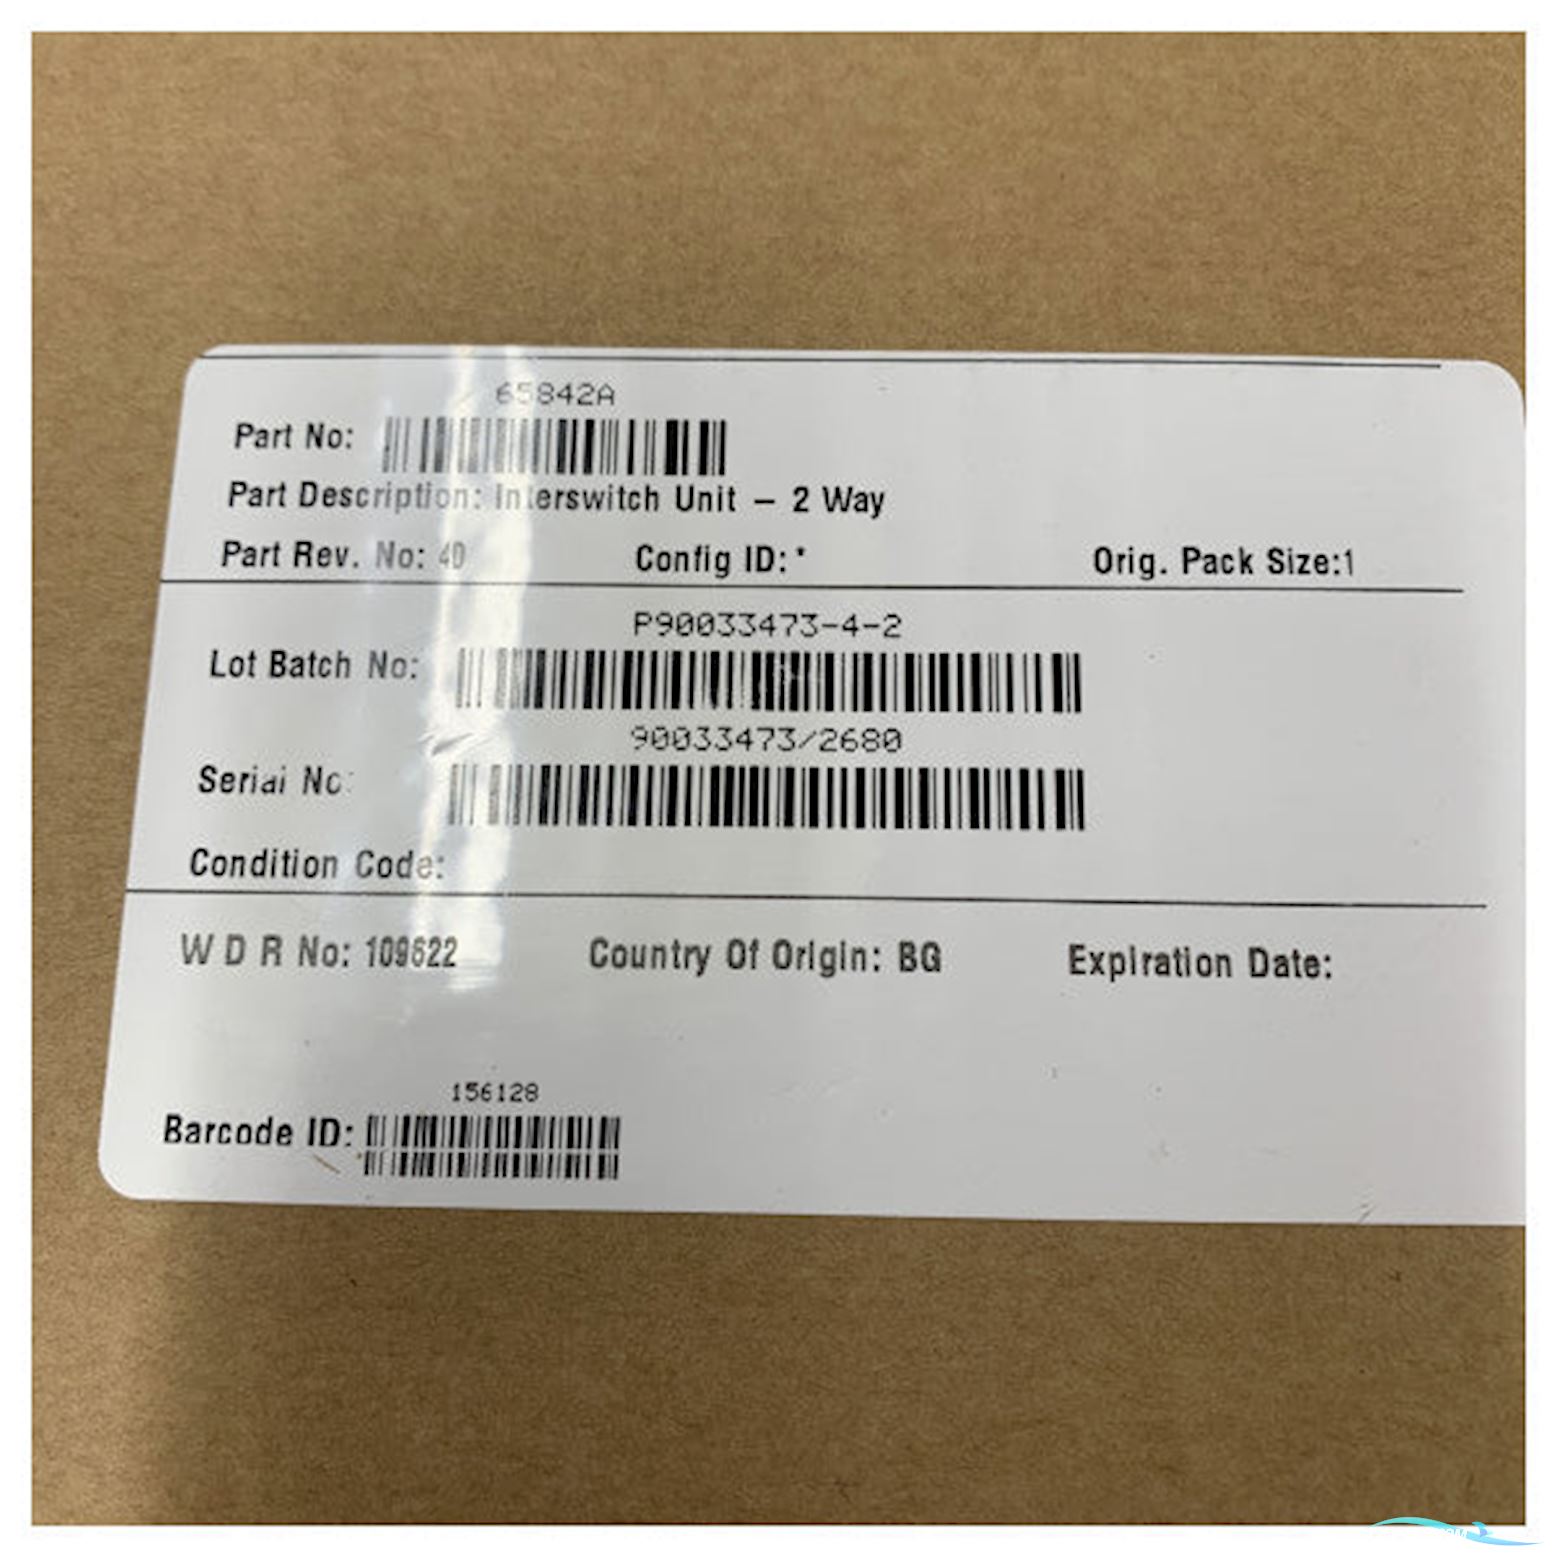 65842A
Part No:
Part Description: Interswitch Unit – 2 Way
Part Rev. No: 4D Config ID: * Orig. Pack Size:1
P90033473-4-2
Lot Batch No:
90033473/2680
Serial No:
Condition Code:
W D R No: 109622 Country Of Origin: BG Expiration Date:
156128
Barcode ID: